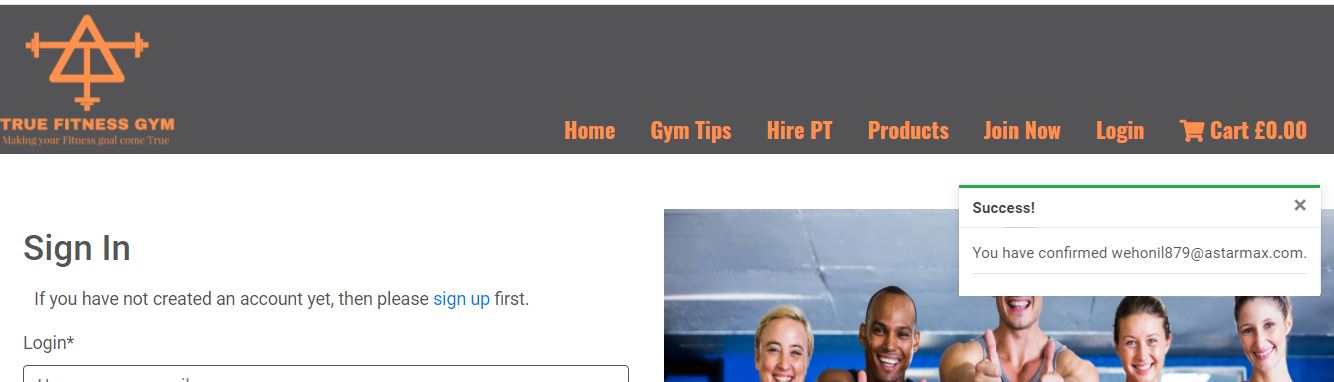 TRUE FITNESS GYM
Making your Fitness goal come True
Home Gym Tips Hire PT Products Join Now Login Cart £0.00
Success! ×
You have confirmed wehonil879@astarmax.com.
Sign In
If you have not created an account yet, then please sign up first.
Login*